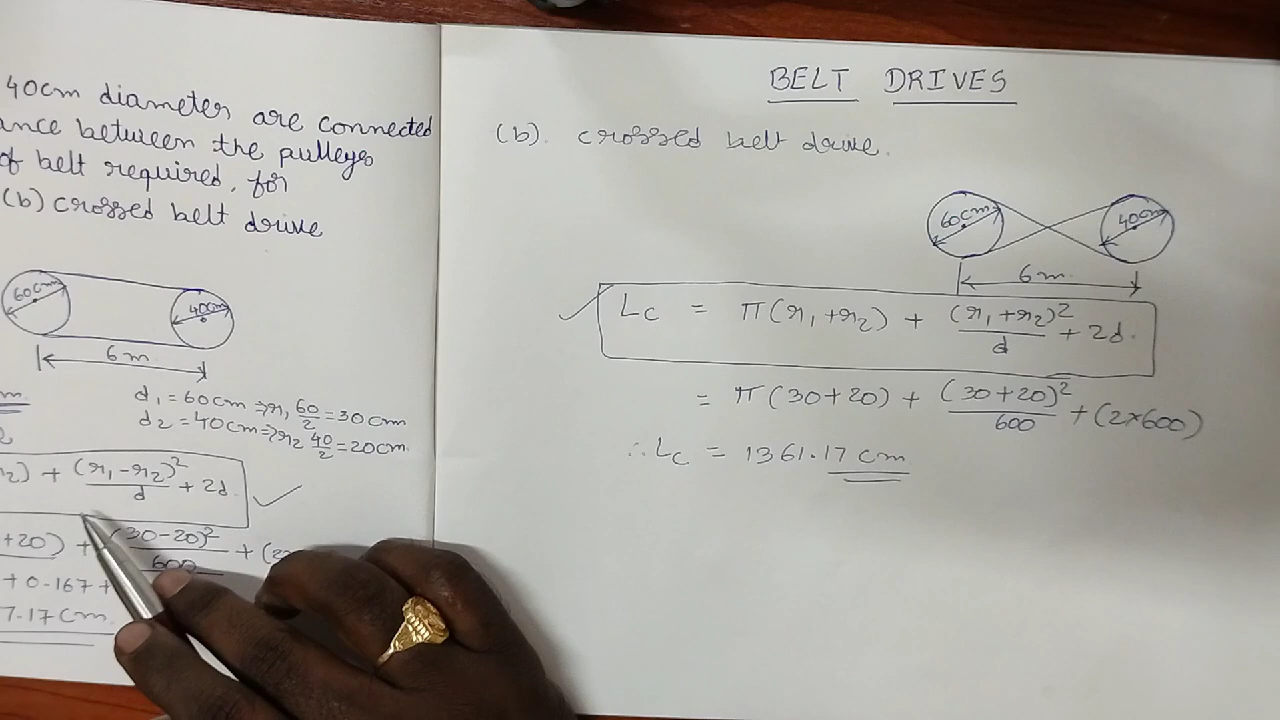 40cm diameter are connected
ance between the pulleys
of belt required, for
(b) crossed belt drive
60cm
40cm
6m
d1 = 60cm ⇒ r1 60/2 = 30cm
d2 = 40cm ⇒ r2 40/2 = 20cm.
r2) + (r1-r2)²/d + 2d.
+20) + (30-20)²/600 + (2
+ 0.167 +
7.17 cm.
BELT DRIVES
(b). crossed belt drive.
60cm
40cm
6m.
Lc = π(r1+r2) + (r1+r2)²/d + 2d.
= π(30+20) + (30+20)²/600 + (2×600)
∴ Lc = 1361.17 cm